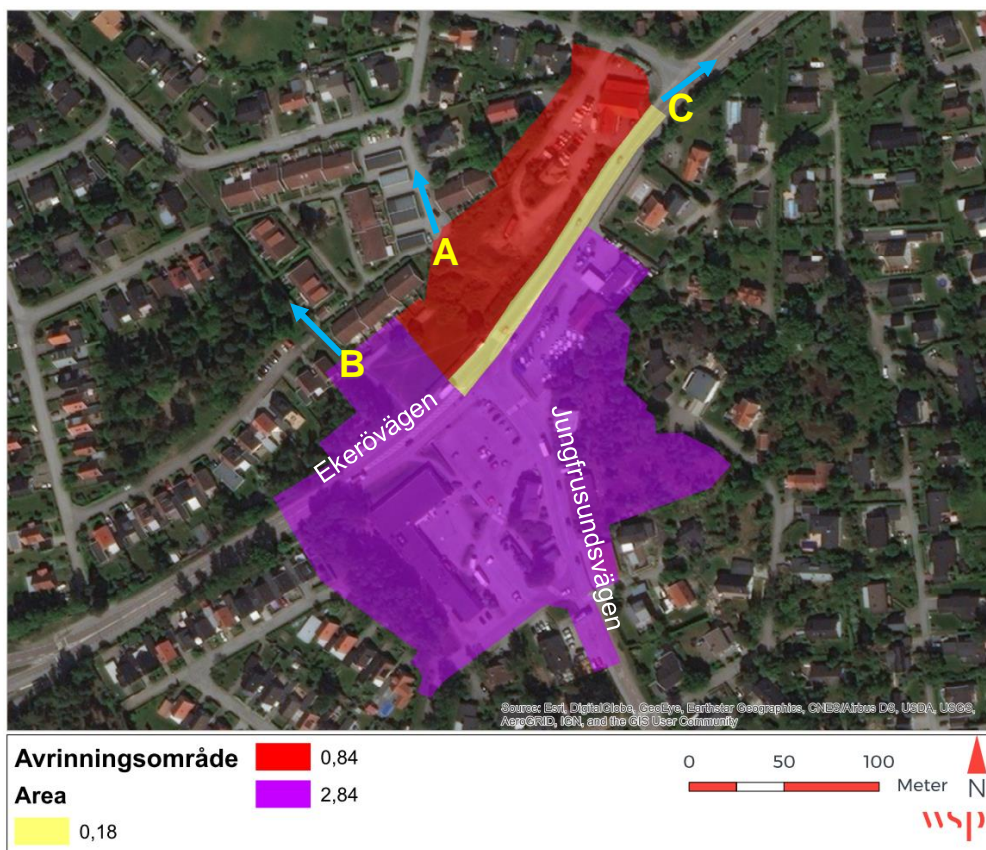 C
A
B
Ekerövägen
Jungfrusundsvägen
Source: Esri, DigitalGlobe, GeoEye, Earthstar Geographics, CNES/Airbus DS, USDA, USGS,
AeroGRID, IGN, and the GIS User Community
Avrinningsområde
Area
0,18
0,84
2,84
0 50 100
Meter
N
wsp